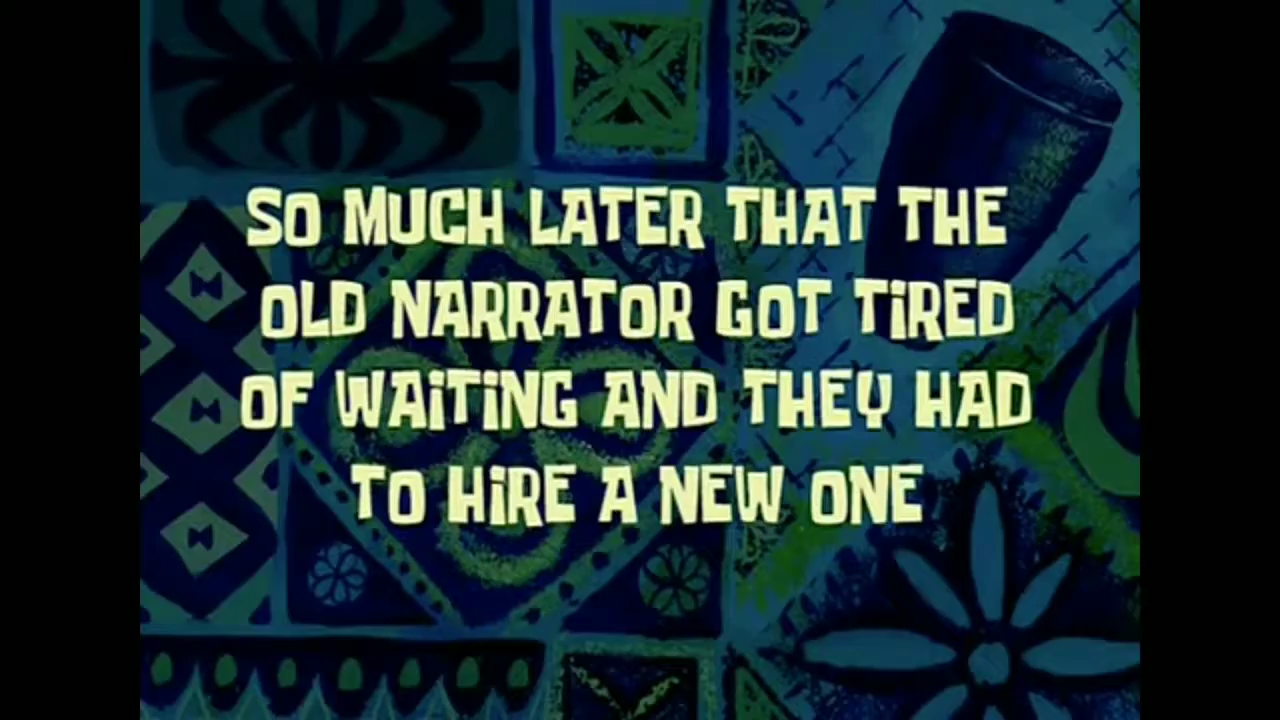 SO MUCH LATER THAT THE
OLD NARRATOR GOT TiRED
OF WAiTiNG AND THEY HAD
TO HiRE A NEW ONE